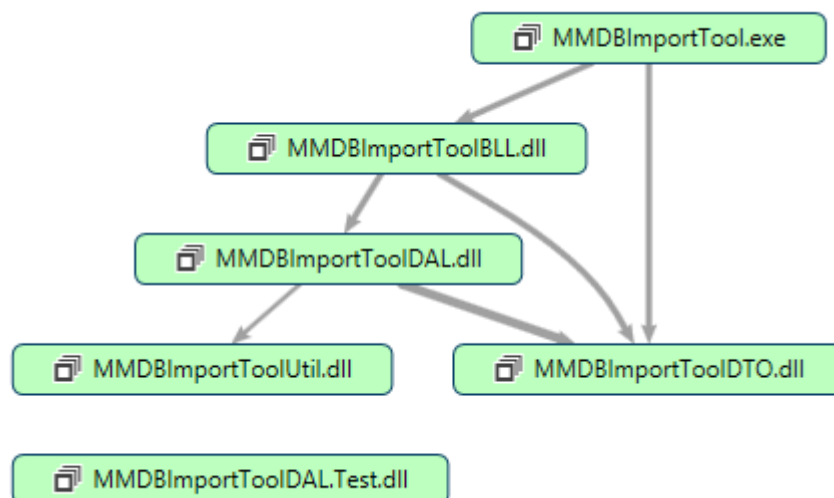 MMDBImportTool.exe
MMDBImportToolBLL.dll
MMDBImportToolDAL.dll
MMDBImportToolUtil.dll
MMDBImportToolDTO.dll
MMDBImportToolDAL.Test.dll